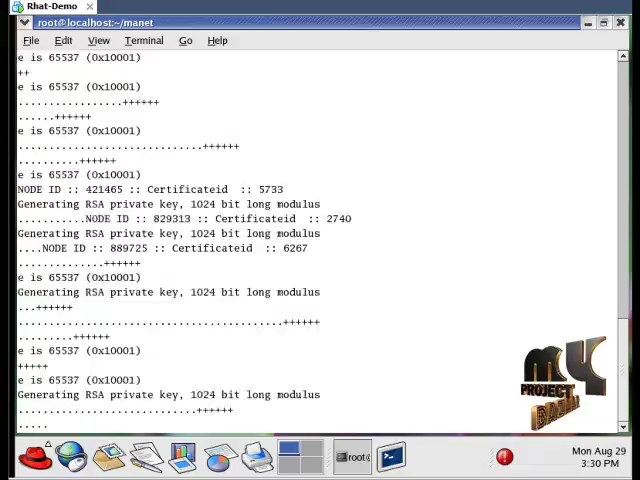 Rhat-Demo
root@localhost:~/manet
File Edit View Terminal Go Help
e is 65537 (0x10001)
++
e is 65537 (0x10001)
.................++++++
......++++++
e is 65537 (0x10001)
..............................++++++
..........++++++
e is 65537 (0x10001)
NODE ID :: 421465 :: Certificateid :: 5733
Generating RSA private key, 1024 bit long modulus
...........NODE ID :: 829313 :: Certificateid :: 2740
Generating RSA private key, 1024 bit long modulus
....NODE ID :: 889725 :: Certificateid :: 6267
..............++++++
e is 65537 (0x10001)
Generating RSA private key, 1024 bit long modulus
...++++++
...........................................++++++
.........++++++
e is 65537 (0x10001)
+++++
e is 65537 (0x10001)
Generating RSA private key, 1024 bit long modulus
.............................++++++
.....
MY
PROJECT
BAZAAR
root@
Mon Aug 29
3:30 PM